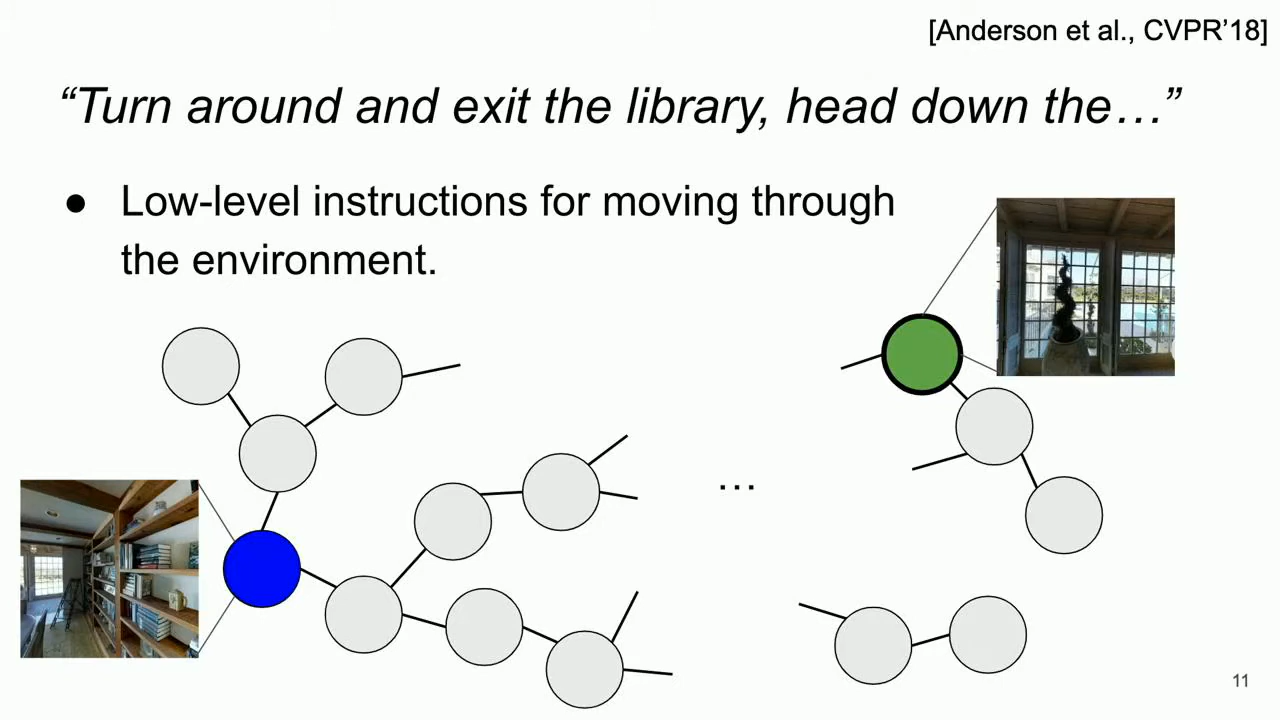 [Anderson et al., CVPR’18]
“Turn around and exit the library, head down the…”
● Low-level instructions for moving through
the environment.
…
11